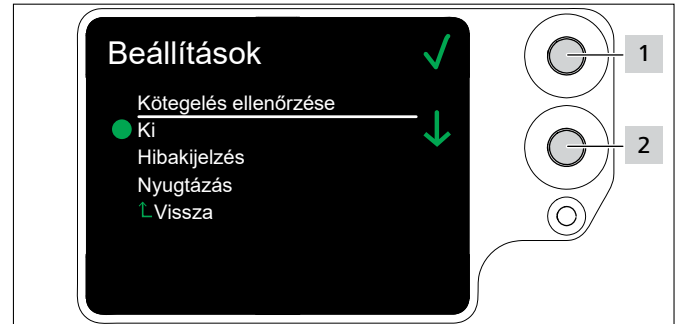 Beállítások
Kötegelés ellenőrzése
Ki
Hibakijelzés
Nyugtázás
Vissza
1
2